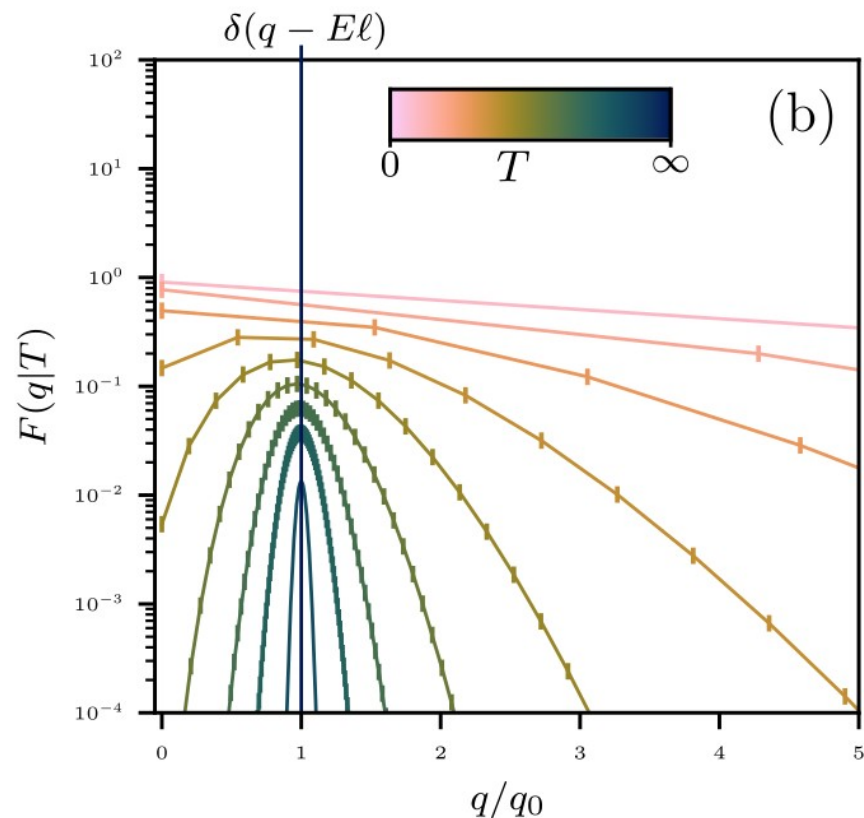 δ(q − Eℓ)
(b)
0 T ∞
F(q|T)
10²
10¹
10⁰
10⁻¹
10⁻²
10⁻³
10⁻⁴
0 1 2 3 4 5
q/q₀